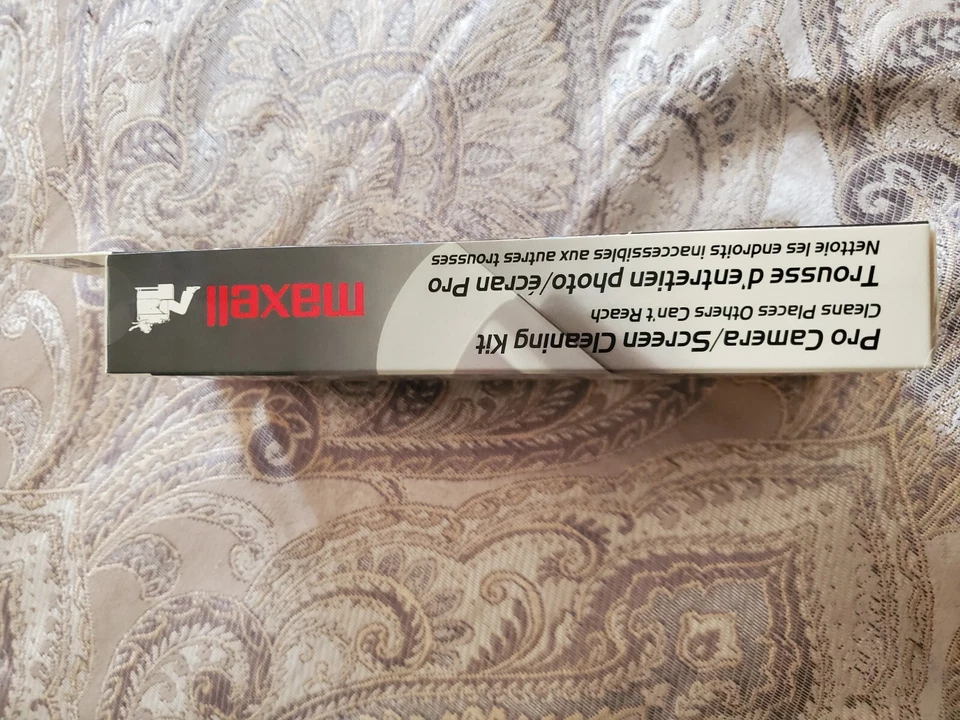 Pro Camera/Screen Cleaning Kit
Cleans Places Others Can't Reach
Trousse d'entretien photo/écran Pro
Nettoie les endroits inaccessibles aux autres trousses
maxell